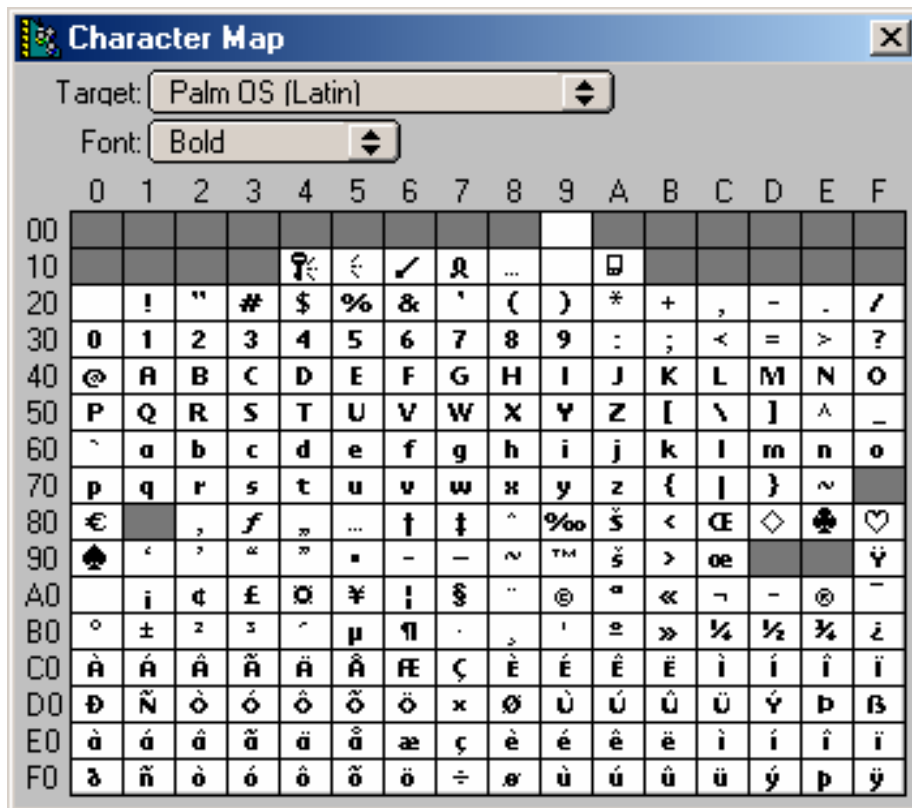 Character Map
Target: Palm OS (Latin)
Font: Bold
0 1 2 3 4 5 6 7 8 9 A B C D E F
00
10 …
20 ! " # $ % & ' ( ) * + , - . /
30 0 1 2 3 4 5 6 7 8 9 : ; < = > ?
40 @ A B C D E F G H I J K L M N O
50 P Q R S T U V W X Y Z [ \ ] ^ _
60 ` a b c d e f g h i j k l m n o
70 p q r s t u v w x y z { | } ~
80 € ‚ ƒ „ … † ‡ ˆ ‰ Š ‹ Œ ♢ ♣ ♡
90 ♠ ‘ ’ “ ” • – — ˜ ™ š › œ Ÿ
A0 ¡ ¢ £ ¤ ¥ ¦ § ¨ © ª « ¬ - ® ¯
B0 ° ± ² ³ ´ µ ¶ · ¸ ¹ º » ¼ ½ ¾ ¿
C0 À Á Â Ã Ä Å Æ Ç È É Ê Ë Ì Í Î Ï
D0 Ð Ñ Ò Ó Ô Õ Ö × Ø Ù Ú Û Ü Ý Þ ß
E0 à á â ã ä å æ ç è é ê ë ì í î ï
F0 ð ñ ò ó ô õ ö ÷ ø ù ú û ü ý þ ÿ